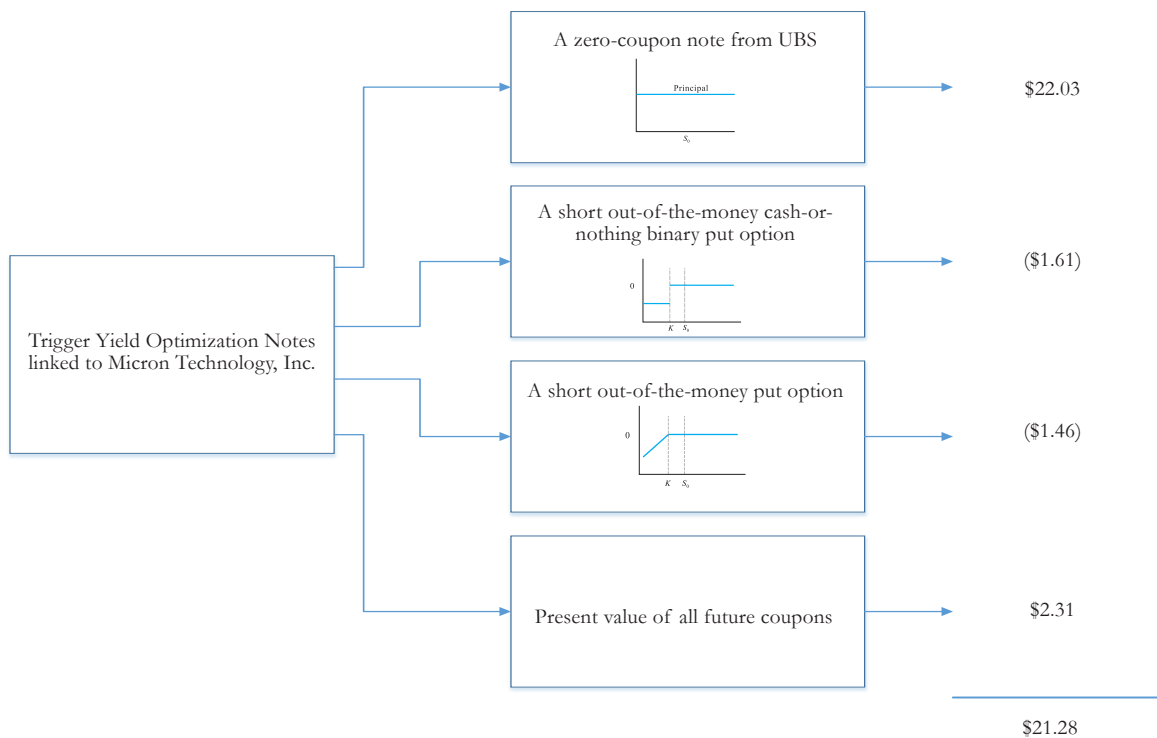 A zero-coupon note from UBS
Principal
S0
$22.03
A short out-of-the-money cash-or-
nothing binary put option
0
K S0
($1.61)
Trigger Yield Optimization Notes
linked to Micron Technology, Inc.
A short out-of-the-money put option
0
K S0
($1.46)
Present value of all future coupons
$2.31
$21.28